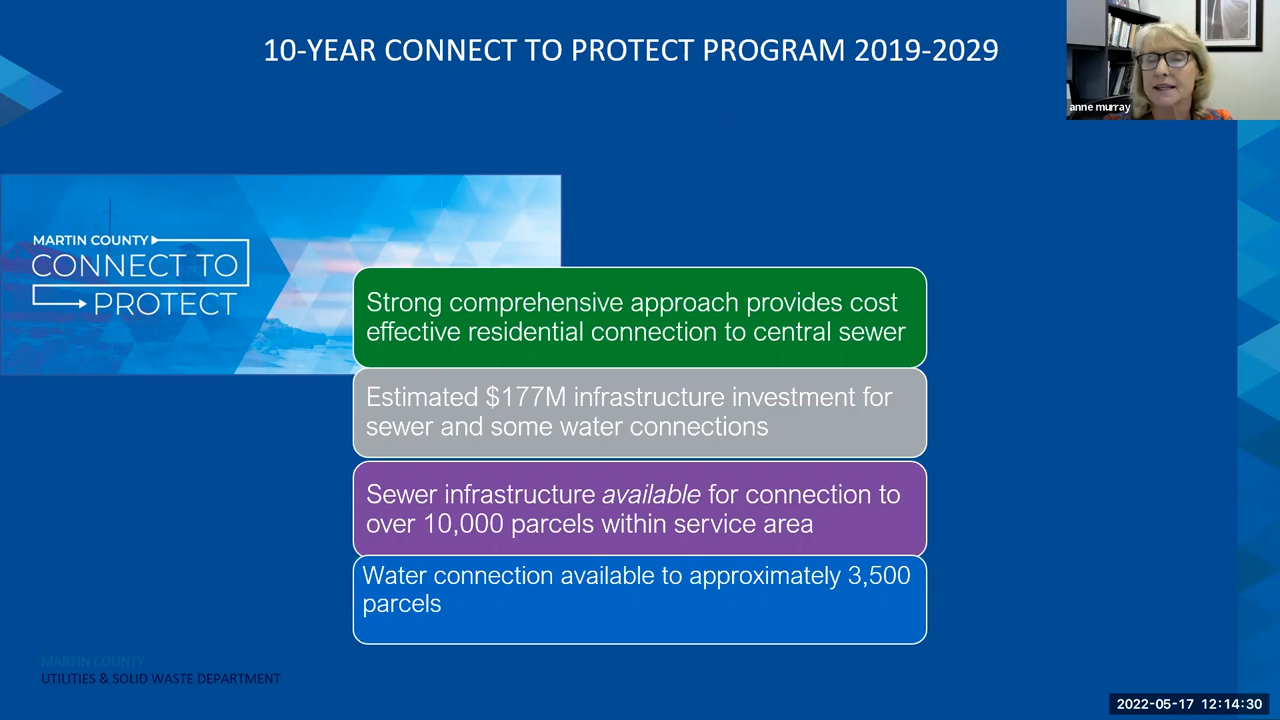 10-YEAR CONNECT TO PROTECT PROGRAM 2019-2029
anne murray
MARTIN COUNTY
CONNECT TO
PROTECT
Strong comprehensive approach provides cost
effective residential connection to central sewer
Estimated $177M infrastructure investment for
sewer and some water connections
Sewer infrastructure available for connection to
over 10,000 parcels within service area
Water connection available to approximately 3,500
parcels
MARTIN COUNTY
UTILITIES & SOLID WASTE DEPARTMENT
2022-05-17 12:14:30